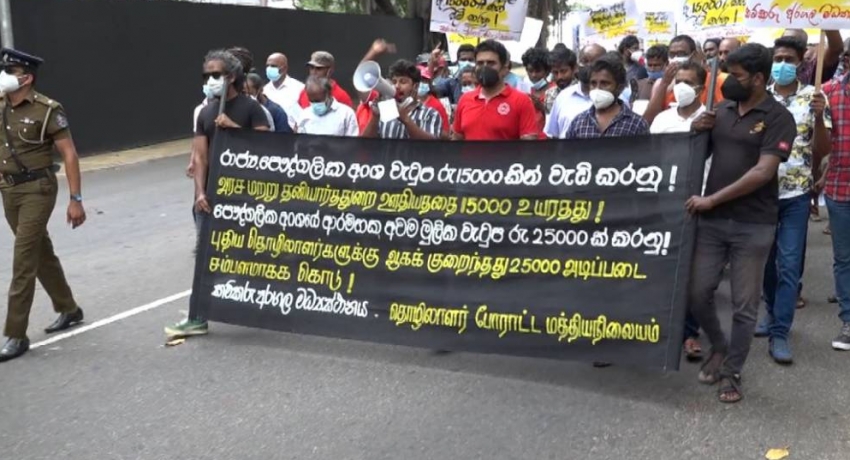 රාජ්‍ය,පෞද්ගලික අංශ වැටුප රු15000 කින් වැඩි කරනු !
அரச மற்றும் தனியார்துறை ஊதியத்தை 15000 உயர்த்து !
පෞද්ගලික අංශයේ ආරම්භක අවම මූලික වැටුප රු 25000 ක් කරනු!
புதிய தொழிலாளர்களுக்கு ஆகக் குறைந்தது 25000 அடிப்படை
சம்பளமாகக் கொடு !
කම්කරු අරගල මධ්‍යස්ථානය - தொழிலாளர் போராட்ட மத்தியநிலையம்